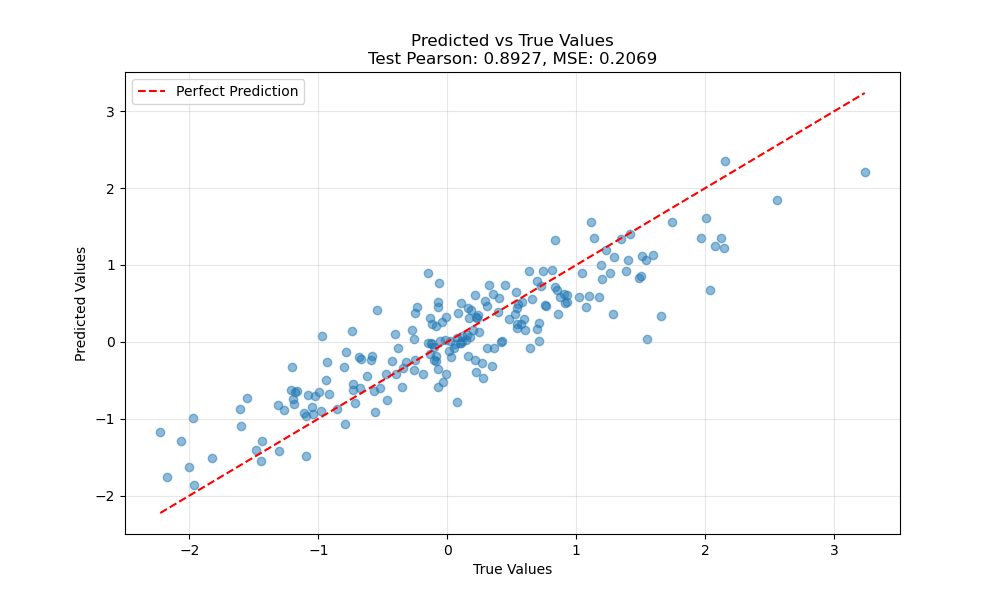 Predicted vs True Values
Test Pearson: 0.8927, MSE: 0.2069
Perfect Prediction
Predicted Values
3
2
1
0
−1
−2
−2
−1
0
1
2
3
True Values